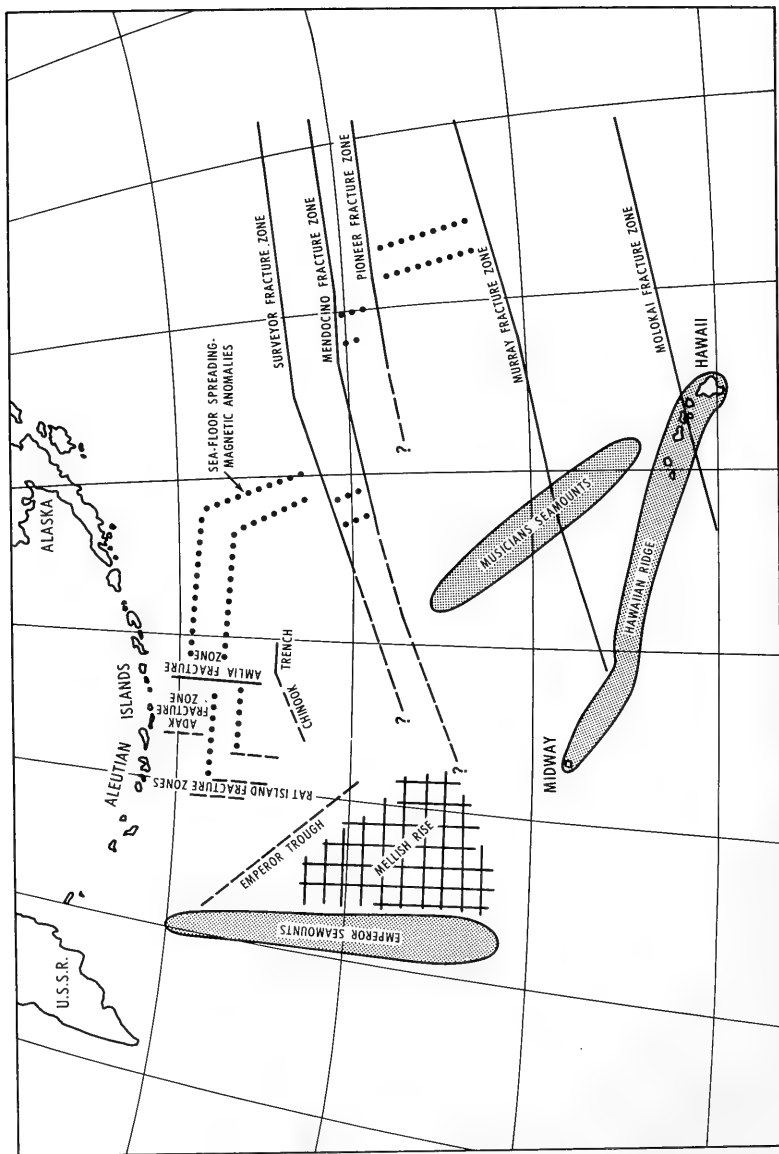 U.S.S.R.
ALASKA
ALEUTIAN ISLANDS
SEA-FLOOR SPREADING-
MAGNETIC ANOMALIES
ADAK
FRACTURE
ZONE
AMLIA FRACTURE
ZONE
RAT ISLAND FRACTURE ZONES
CHINOOK TRENCH
EMPEROR TROUGH
EMPEROR SEAMOUNTS
MELLISH RISE
SURVEYOR FRACTURE ZONE
?
MENDOCINO FRACTURE ZONE
?
PIONEER FRACTURE ZONE
?
MURRAY FRACTURE ZONE
MUSICIANS SEAMOUNTS
MOLOKAI FRACTURE ZONE
MIDWAY
HAWAIIAN RIDGE
HAWAII